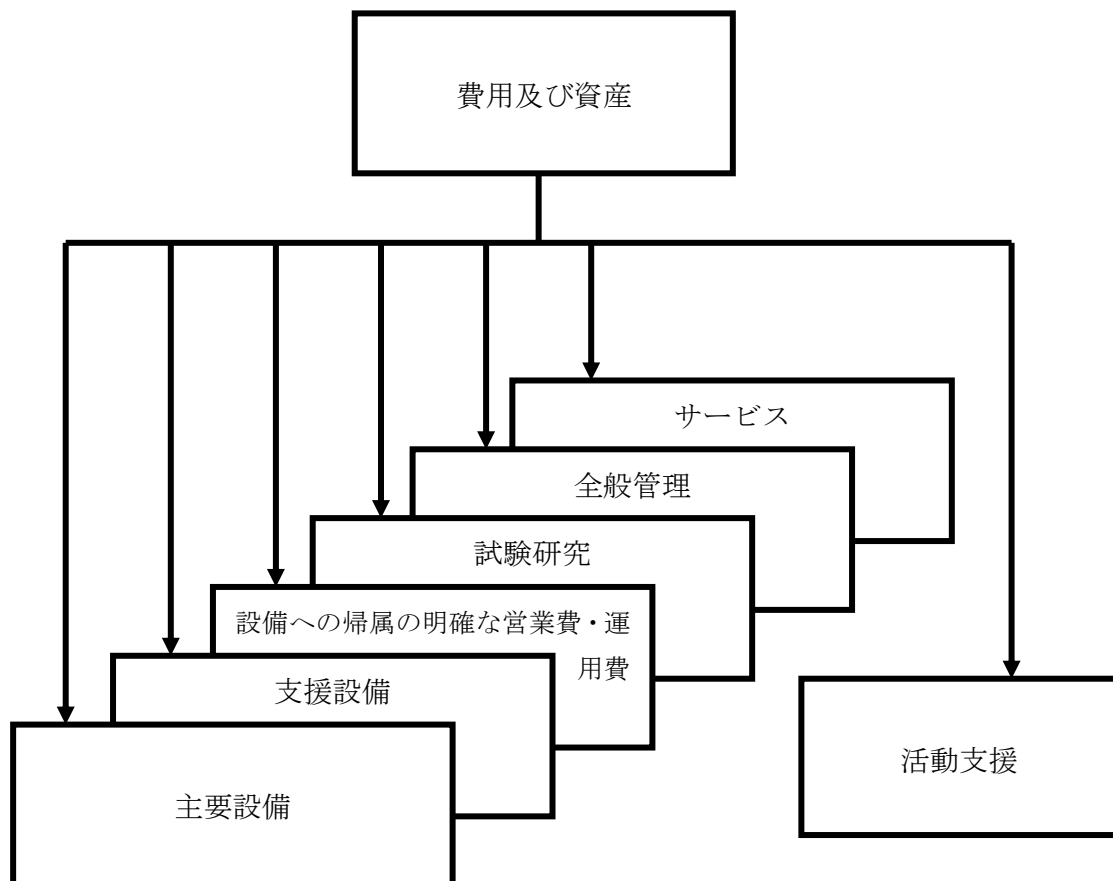 費用及び資産
サービス
全般管理
試験研究
設備への帰属の明確な営業費・運
用費
支援設備
主要設備
活動支援